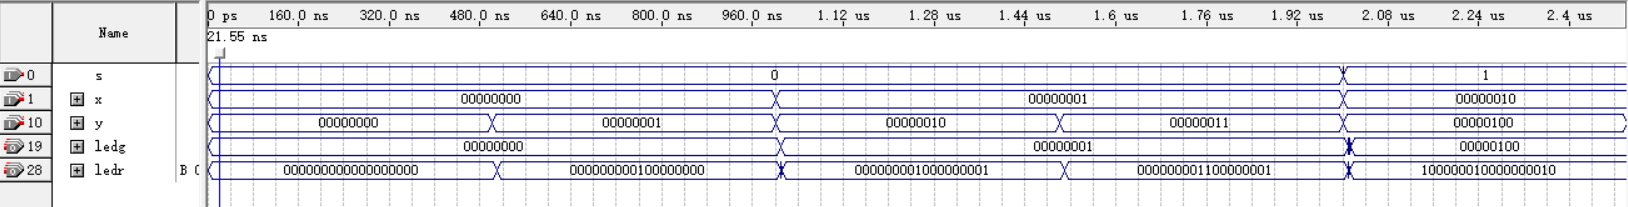 0 ps 160.0 ns 320.0 ns 480.0 ns 640.0 ns 800.0 ns 960.0 ns 1.12 us 1.28 us 1.44 us 1.6 us 1.76 us 1.92 us 2.08 us 2.24 us 2.4 us
Name
21.55 ns
0 s 0 1
1 x 00000000 00000001 00000010
10 y 00000000 00000001 00000010 00000011 00000100
19 ledg 00000000 00000001 00000100
28 ledr B 000000000000000000 000000000100000000 000000001000000001 000000001100000001 100000010000000010